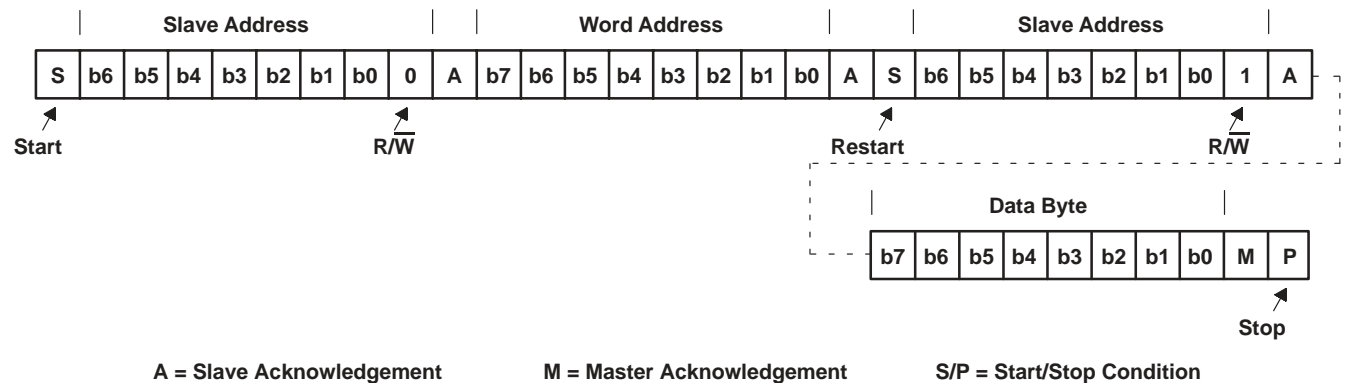 Slave Address Word Address Slave Address
S b6 b5 b4 b3 b2 b1 b0 0 A b7 b6 b5 b4 b3 b2 b1 b0 A S b6 b5 b4 b3 b2 b1 b0 1 A
Start R/W̅ Restart R/W̅
Data Byte
b7 b6 b5 b4 b3 b2 b1 b0 M P
Stop
A = Slave Acknowledgement M = Master Acknowledgement S/P = Start/Stop Condition